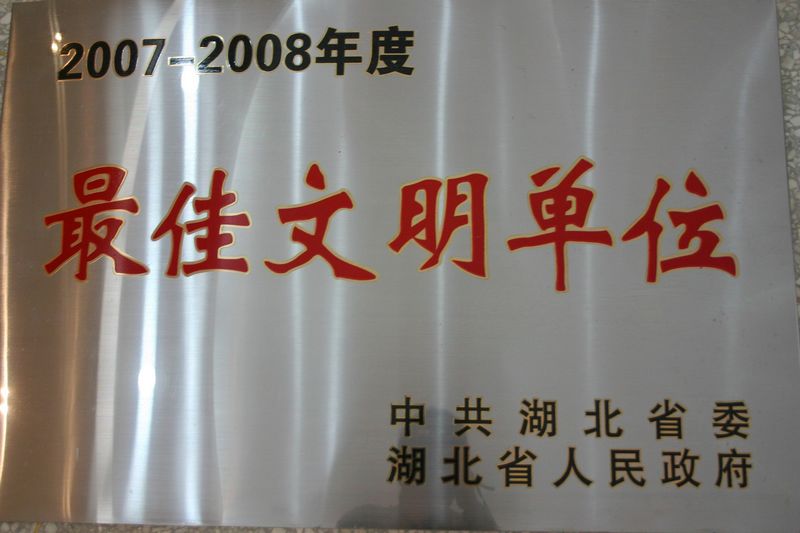 2007-2008年度
最佳文明单位
中共湖北省委
湖北省人民政府